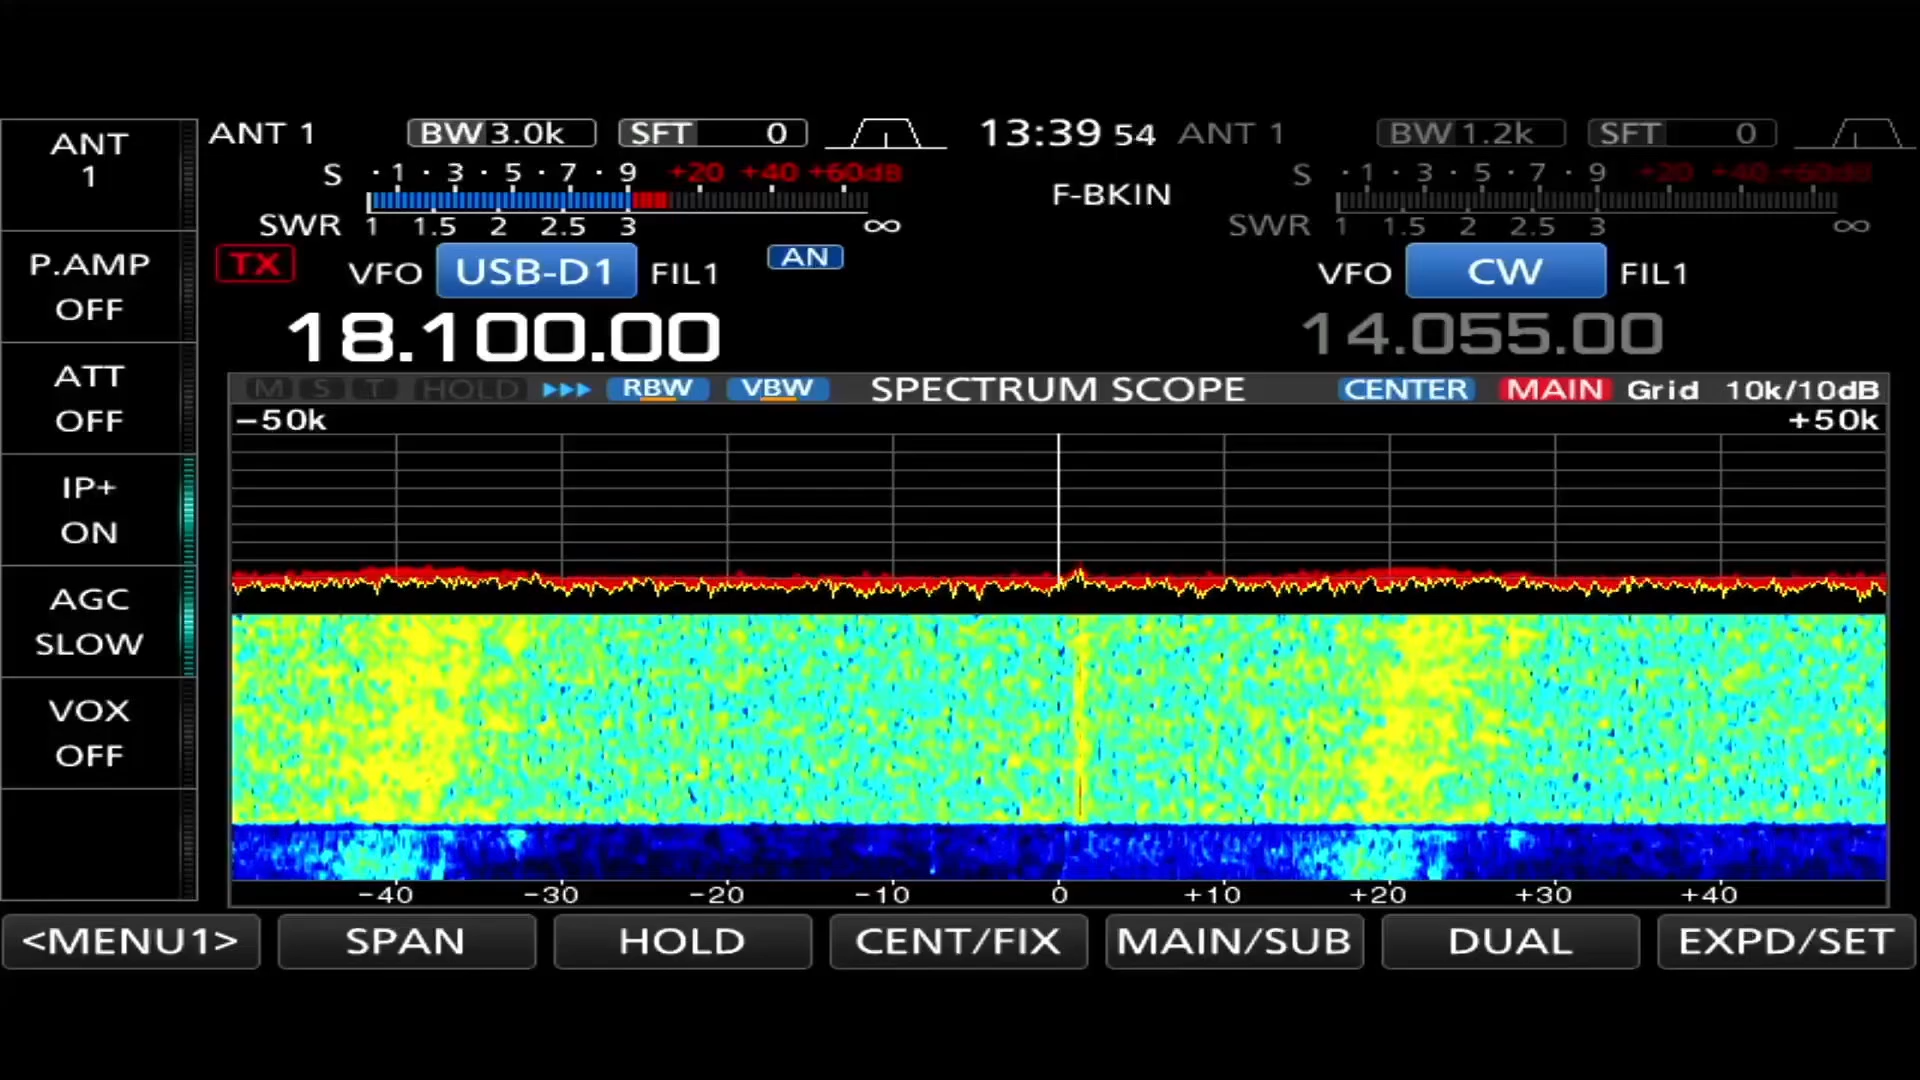 ANT 1
P.AMP OFF
ATT OFF
IP+ ON
AGC SLOW
VOX OFF
ANT 1 BW 3.0k SFT 0 13:39 54 ANT 1 BW 1.2k SFT 0
S · 1 · 3 · 5 · 7 · 9 +20 +40 +60dB
SWR 1 1.5 2 2.5 3 ∞
F-BKIN
S · 1 · 3 · 5 · 7 · 9 +20 +40 +60dB
SWR 1 1.5 2 2.5 3 ∞
TX VFO USB-D1 FIL1 AN
18.100.00
VFO CW FIL1
14.055.00
M S T HOLD RBW VBW SPECTRUM SCOPE CENTER MAIN Grid 10k/10dB
−50k +50k
−40 −30 −20 −10 0 +10 +20 +30 +40
<MENU1> SPAN HOLD CENT/FIX MAIN/SUB DUAL EXPD/SET